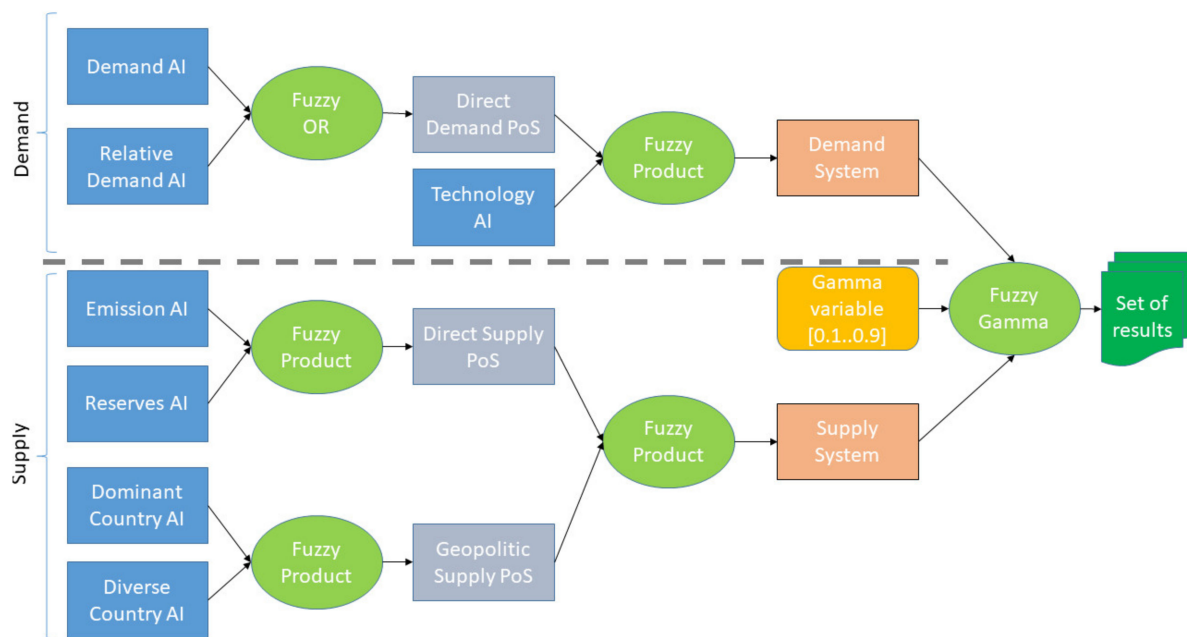 Demand
Demand AI
Relative
Demand AI
Fuzzy
OR
Direct
Demand PoS
Technology
AI
Fuzzy
Product
Demand
System
Supply
Emission AI
Reserves AI
Fuzzy
Product
Direct Supply
PoS
Dominant
Country AI
Diverse
Country AI
Fuzzy
Product
Geopolitic
Supply PoS
Fuzzy
Product
Supply
System
Gamma
variable
[0.1..0.9]
Fuzzy
Gamma
Set of
results